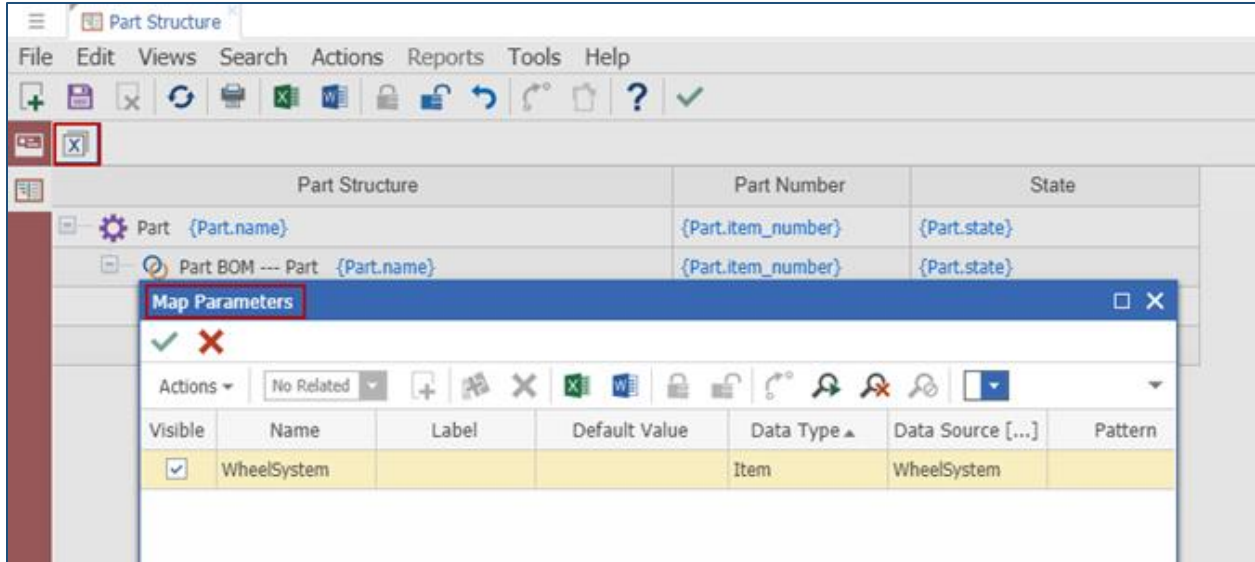 Part Structure
File Edit Views Search Actions Reports Tools Help
Part Structure Part Number State
Part {Part.name} {Part.item_number} {Part.state}
Part BOM --- Part {Part.name} {Part.item_number} {Part.state}
Map Parameters
Actions No Related
Visible Name Label Default Value Data Type Data Source [...] Pattern
WheelSystem Item WheelSystem